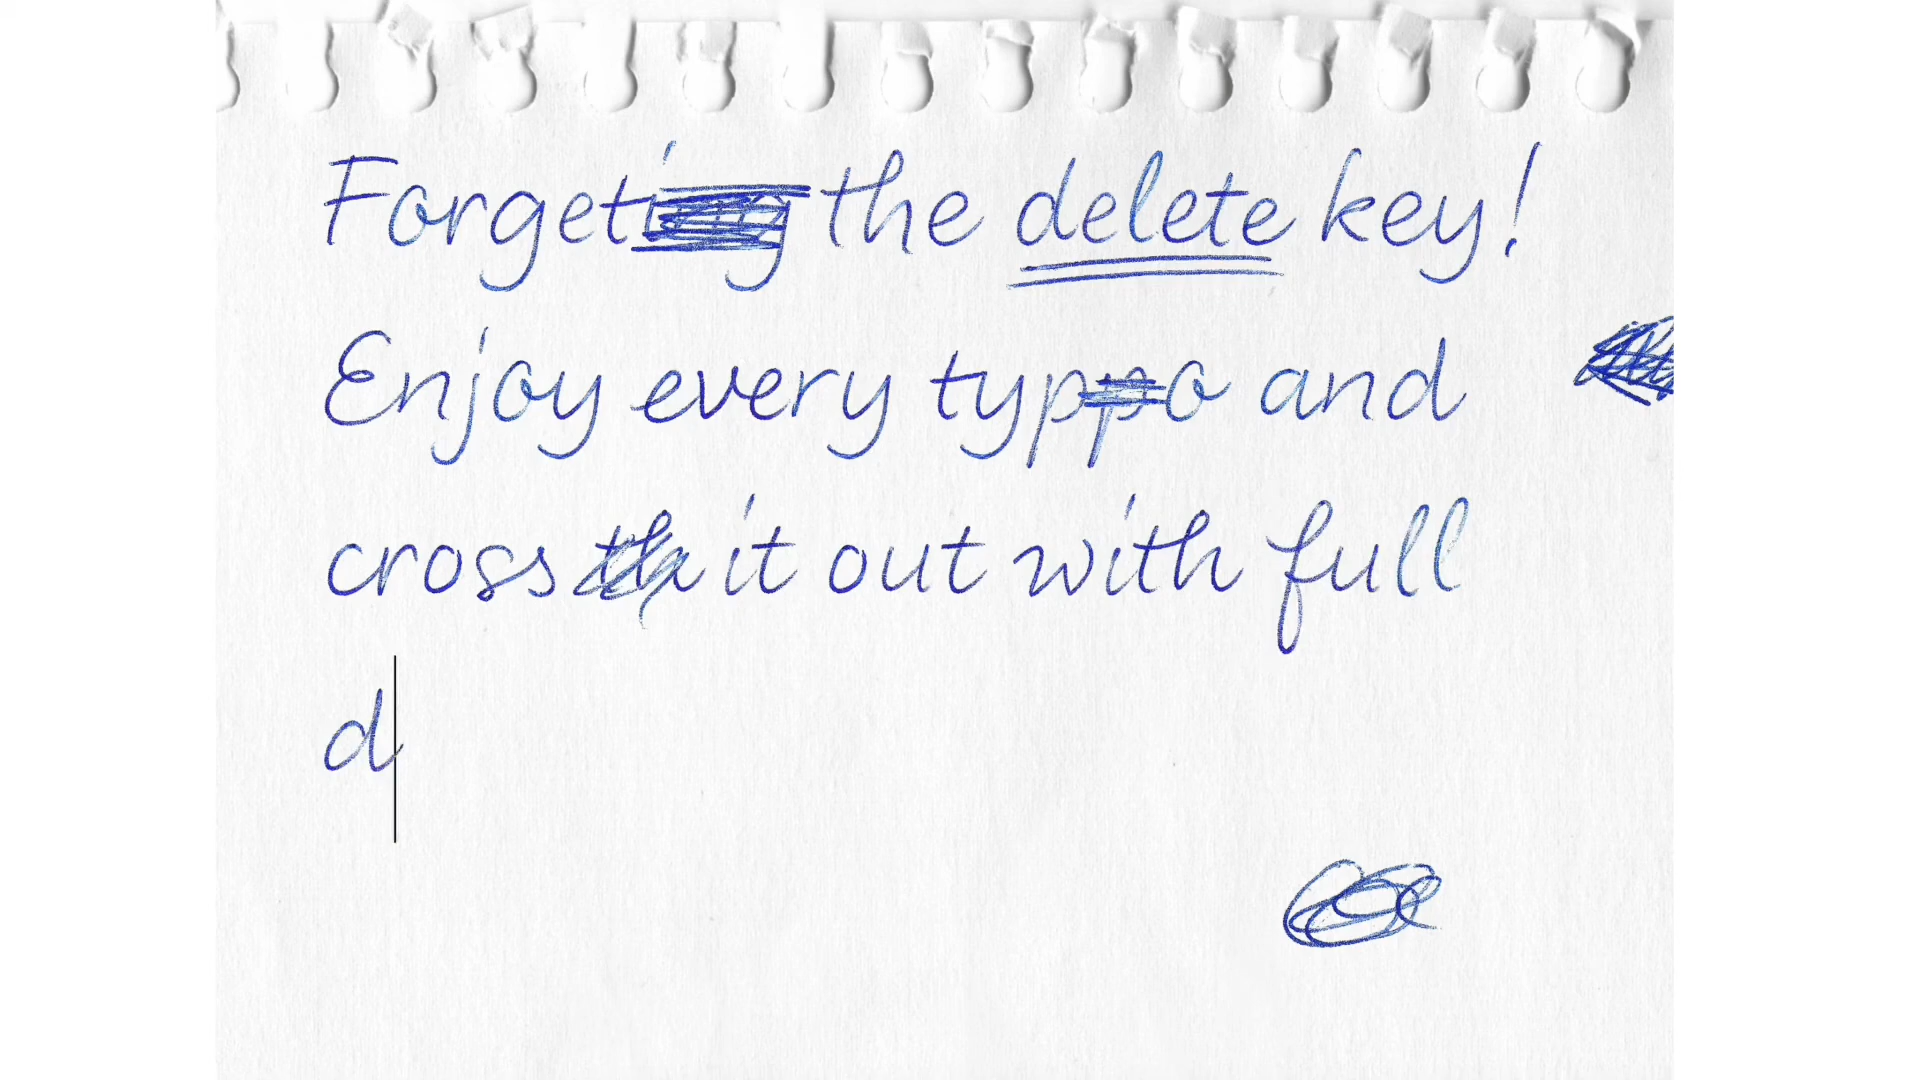 Forget the delete key!
Enjoy every typo and
cross it out with full
d